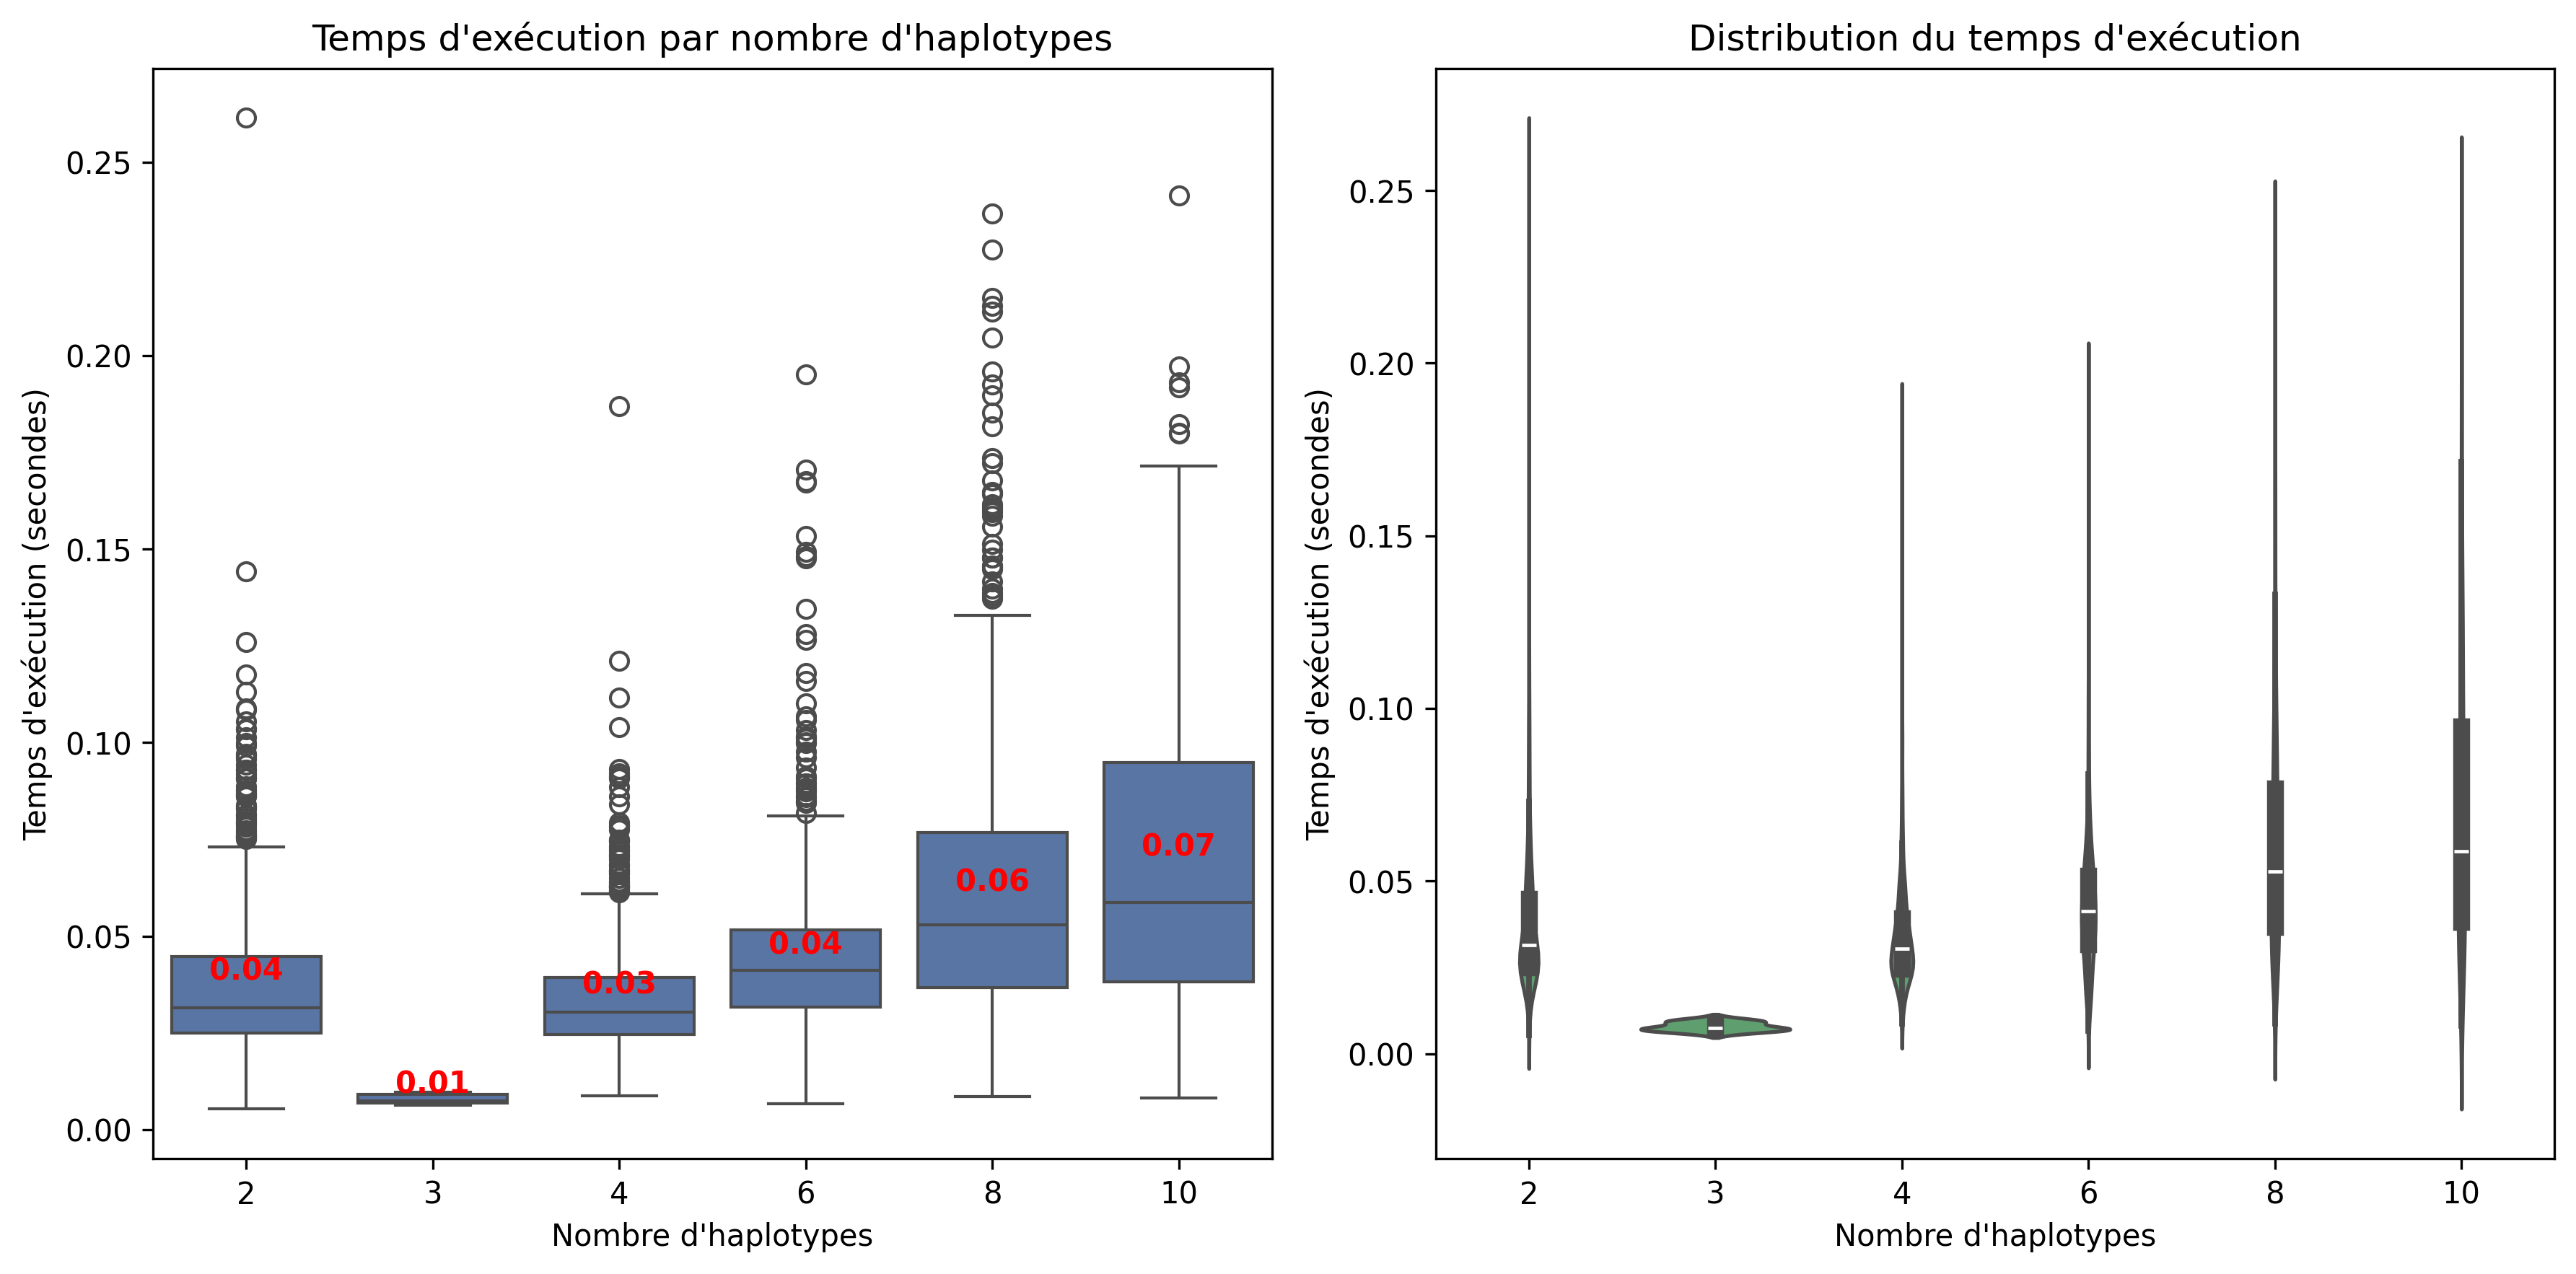 Temps d'exécution par nombre d'haplotypes
Temps d'exécution (secondes)
0.25
0.20
0.15
0.10
0.05
0.00
0.04
0.01
0.03
0.04
0.06
0.07
2 3 4 6 8 10
Nombre d'haplotypes
Distribution du temps d'exécution
Temps d'exécution (secondes)
0.25
0.20
0.15
0.10
0.05
0.00
2 3 4 6 8 10
Nombre d'haplotypes